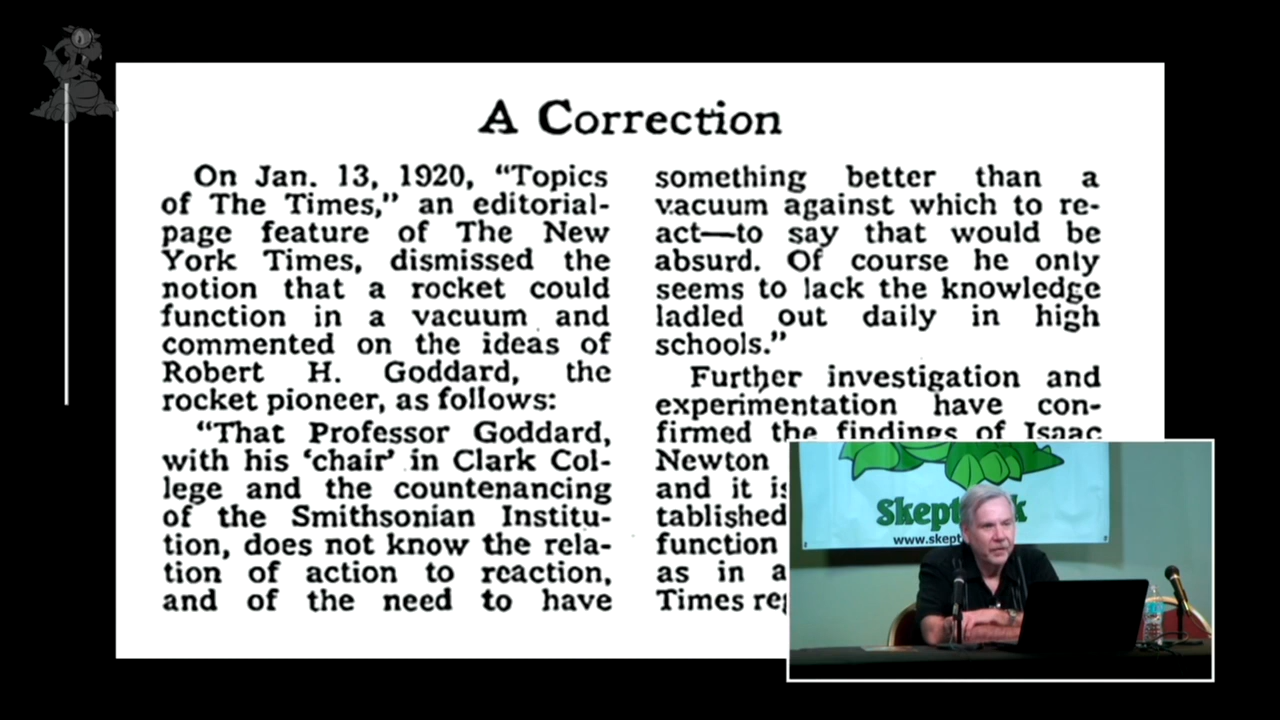 A Correction
On Jan. 13, 1920, “Topics
of The Times,” an editorial-
page feature of The New
York Times, dismissed the
notion that a rocket could
function in a vacuum and
commented on the ideas of
Robert H. Goddard, the
rocket pioneer, as follows:
“That Professor Goddard,
with his ‘chair’ in Clark Col-
lege and the countenancing
of the Smithsonian Institu-
tion, does not know the rela-
tion of action to reaction,
and of the need to have
something better than a
vacuum against which to re-
act—to say that would be
absurd. Of course he only
seems to lack the knowledge
ladled out daily in high
schools.”
Further investigation and
experimentation have con-
firmed the findings of Isaac
Newton
and it
tablished
function
as in a
Times
www.